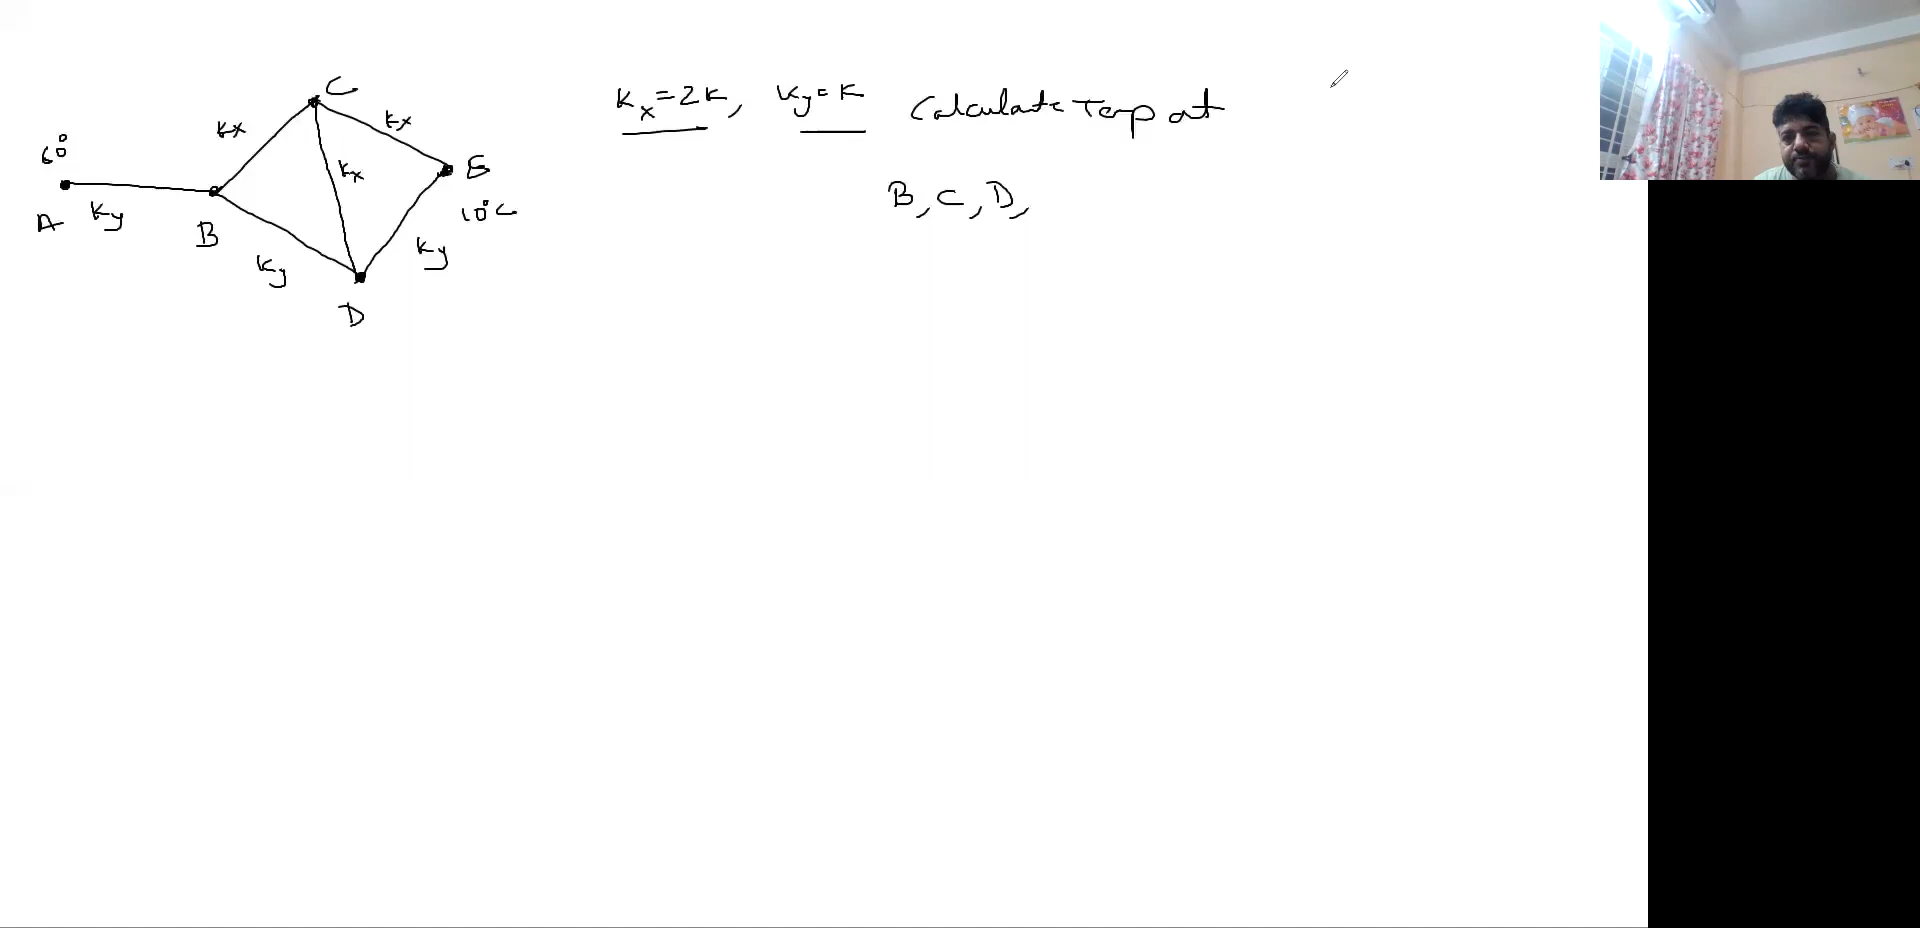 C
Kx
Kx
Kx = 2K, Ky = K Calculate Temp at
60°
Kx
E
A
Ky
B
10°C
B, C, D,
Ky
Ky
D